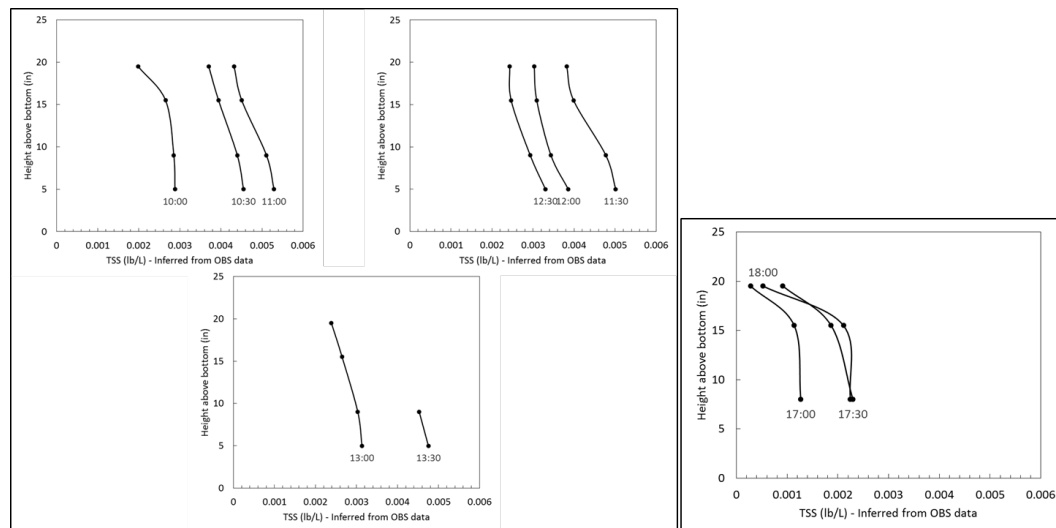 25
20
15
10
5
0
Height above bottom (in)
10:00
10:30
11:00
0 0.001 0.002 0.003 0.004 0.005 0.006
TSS (lb/L) - Inferred from OBS data
25
20
15
10
5
0
Height above bottom (in)
12:30
12:00
11:30
0 0.001 0.002 0.003 0.004 0.005 0.006
TSS (lb/L) - Inferred from OBS data
25
20
15
10
5
0
Height above bottom (in)
13:00
13:30
0 0.001 0.002 0.003 0.004 0.005 0.006
TSS (lb/L) - Inferred from OBS data
25
20
15
10
5
0
Height above bottom (in)
18:00
17:00
17:30
0 0.001 0.002 0.003 0.004 0.005 0.006
TSS (lb/L) - Inferred from OBS data